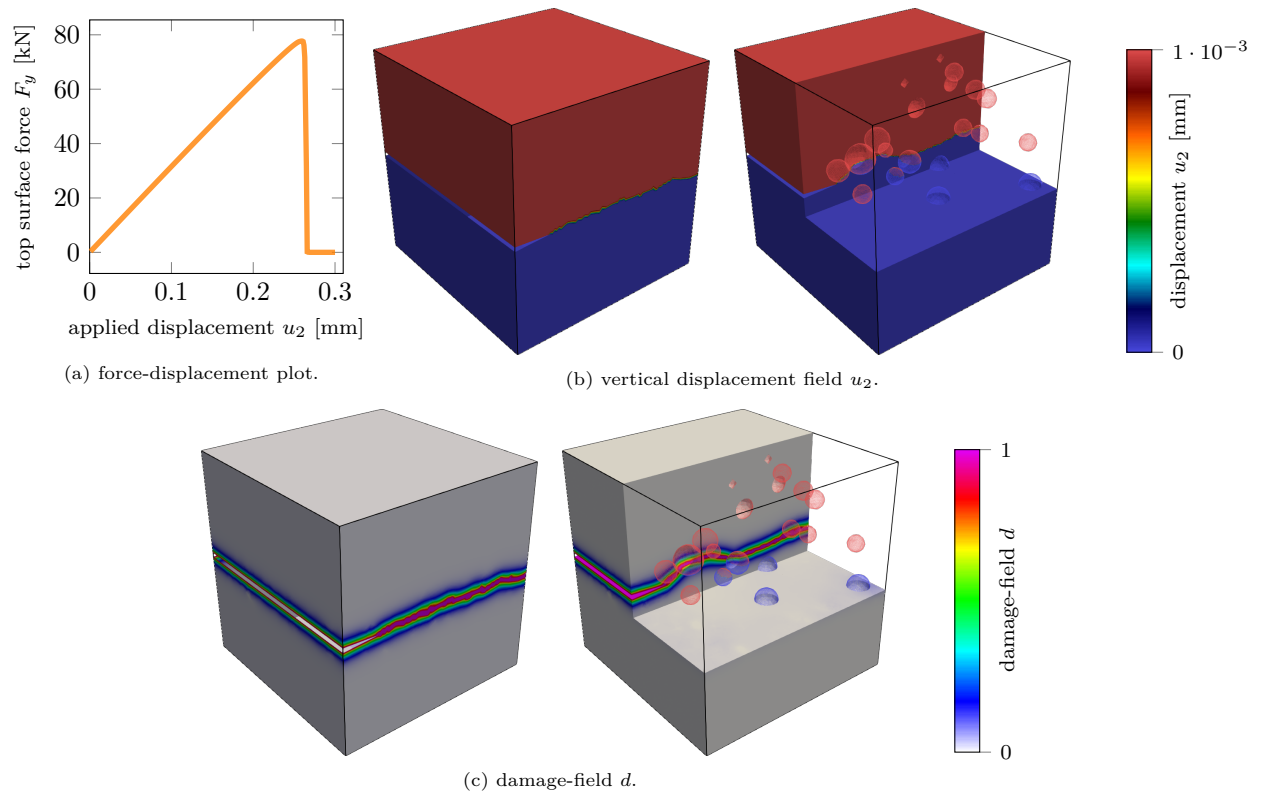 80
60
40
20
0
top surface force F_y [kN]
0
0.1
0.2
0.3
applied displacement u_2 [mm]
(a) force-displacement plot.
1 · 10^{−3}
0
displacement u_2 [mm]
(b) vertical displacement field u_2.
1
0
damage-field d
(c) damage-field d.